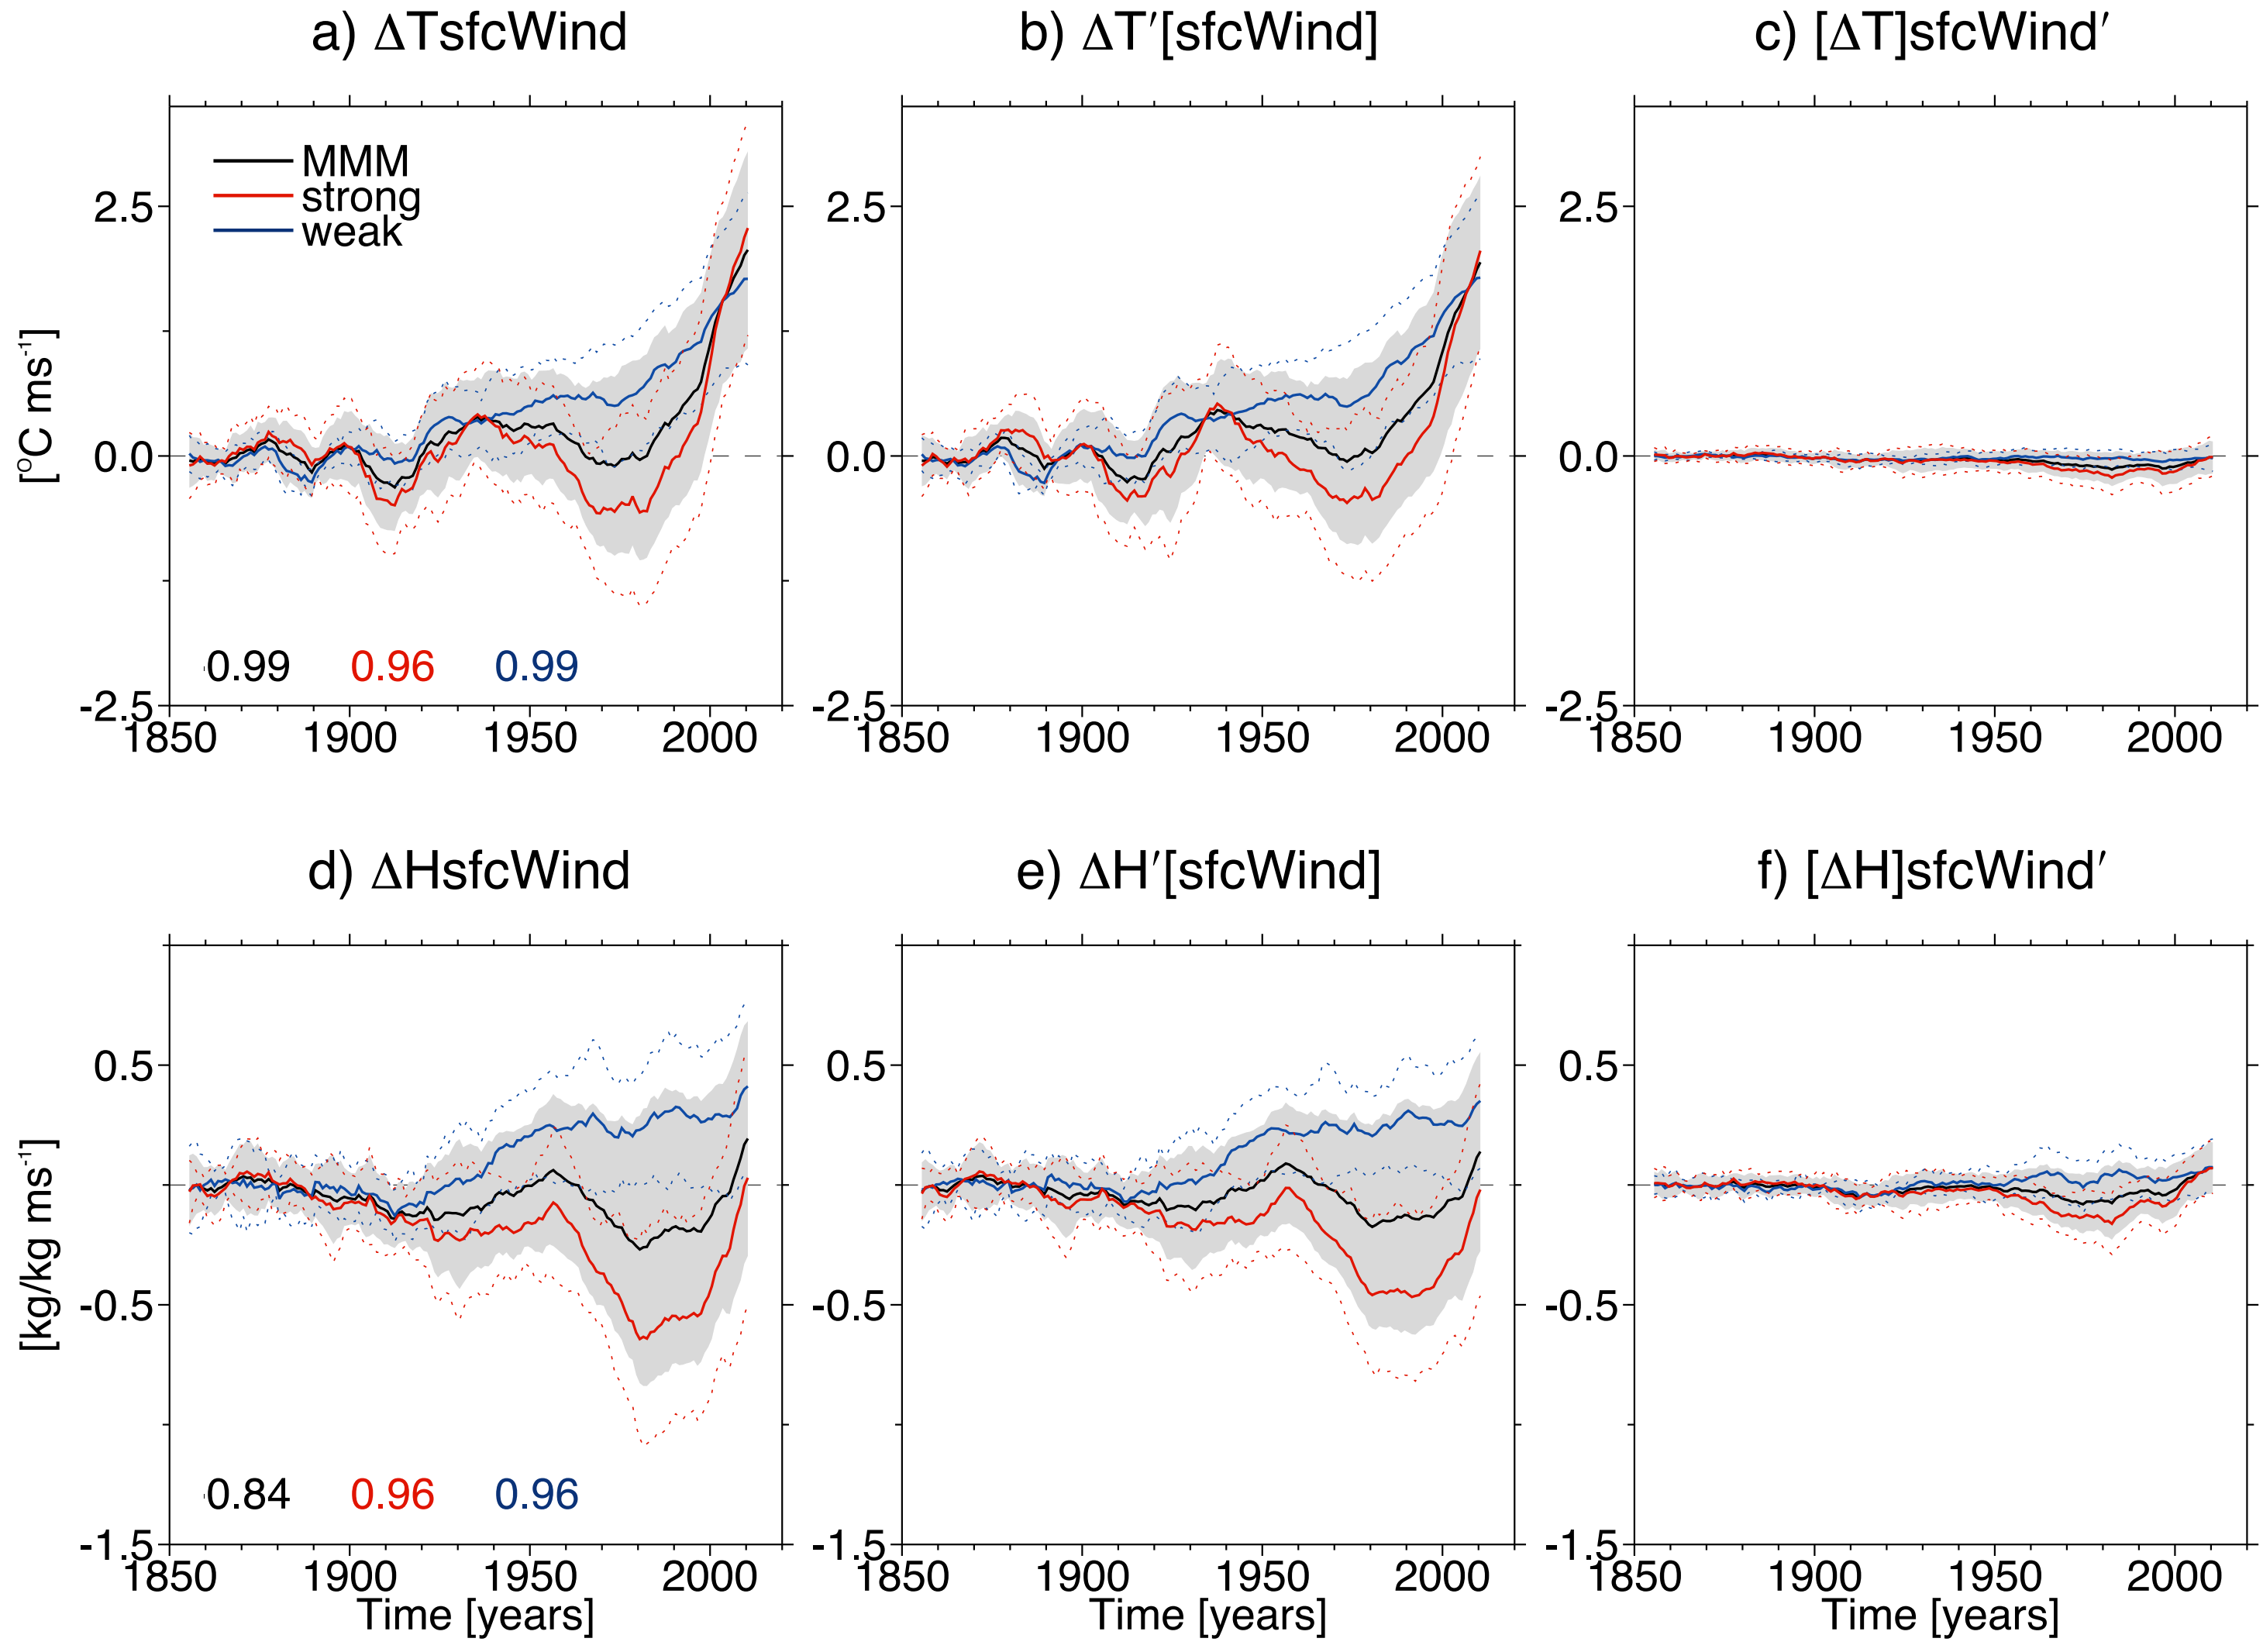 a) ΔTsfcWind
b) ΔT′[sfcWind]
c) [ΔT]sfcWind′
MMM
strong
weak
[°C ms⁻¹]
2.5
0.0
-2.5
0.99 0.96 0.99
1850 1900 1950 2000
2.5
0.0
-2.5
1850 1900 1950 2000
2.5
0.0
-2.5
1850 1900 1950 2000
d) ΔHsfcWind
e) ΔH′[sfcWind]
f) [ΔH]sfcWind′
[kg/kg ms⁻¹]
0.5
-0.5
-1.5
0.84 0.96 0.96
1850 1900 1950 2000
Time [years]
0.5
-0.5
-1.5
1850 1900 1950 2000
Time [years]
0.5
-0.5
-1.5
1850 1900 1950 2000
Time [years]